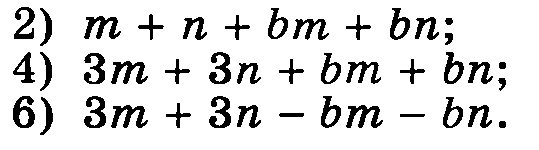 2) m + n + bm + bn;
4) 3m + 3n + bm + bn;
6) 3m + 3n − bm − bn.